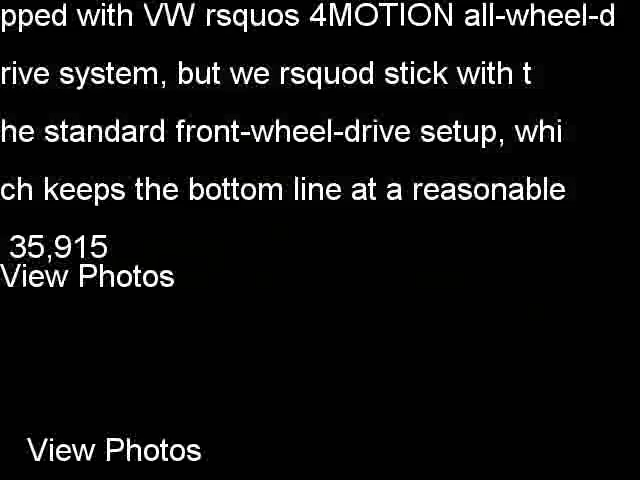 pped with VW rsquos 4MOTION all-wheel-d
rive system, but we rsquod stick with t
he standard front-wheel-drive setup, whi
ch keeps the bottom line at a reasonable
35,915
View Photos
View Photos